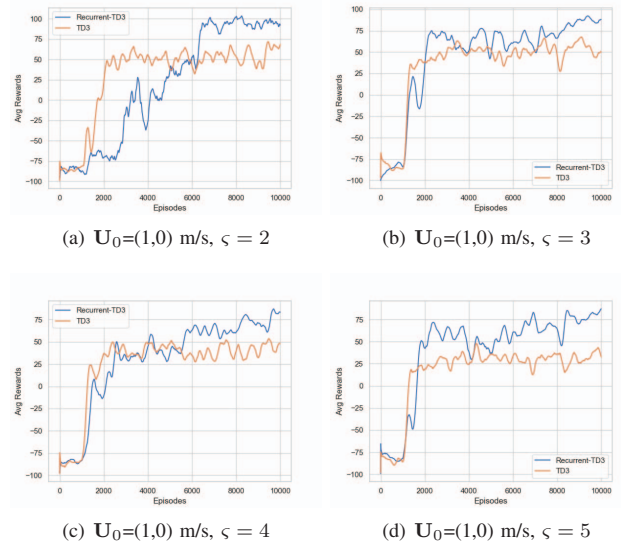 100
75
50
25
0
−25
−50
−75
−100
Avg Rewards
Recurrent-TD3
TD3
0 2000 4000 6000 8000 10000
Episodes
(a) U₀=(1,0) m/s, ς = 2
75
50
25
0
−25
−50
−75
−100
Avg Rewards
Recurrent-TD3
TD3
0 2000 4000 6000 8000 10000
Episodes
(b) U₀=(1,0) m/s, ς = 3
75
50
25
0
−25
−50
−75
−100
Avg Rewards
Recurrent-TD3
TD3
0 2000 4000 6000 8000 10000
Episodes
(c) U₀=(1,0) m/s, ς = 4
75
50
25
0
−25
−50
−75
−100
Avg Rewards
Recurrent-TD3
TD3
0 2000 4000 6000 8000 10000
Episodes
(d) U₀=(1,0) m/s, ς = 5